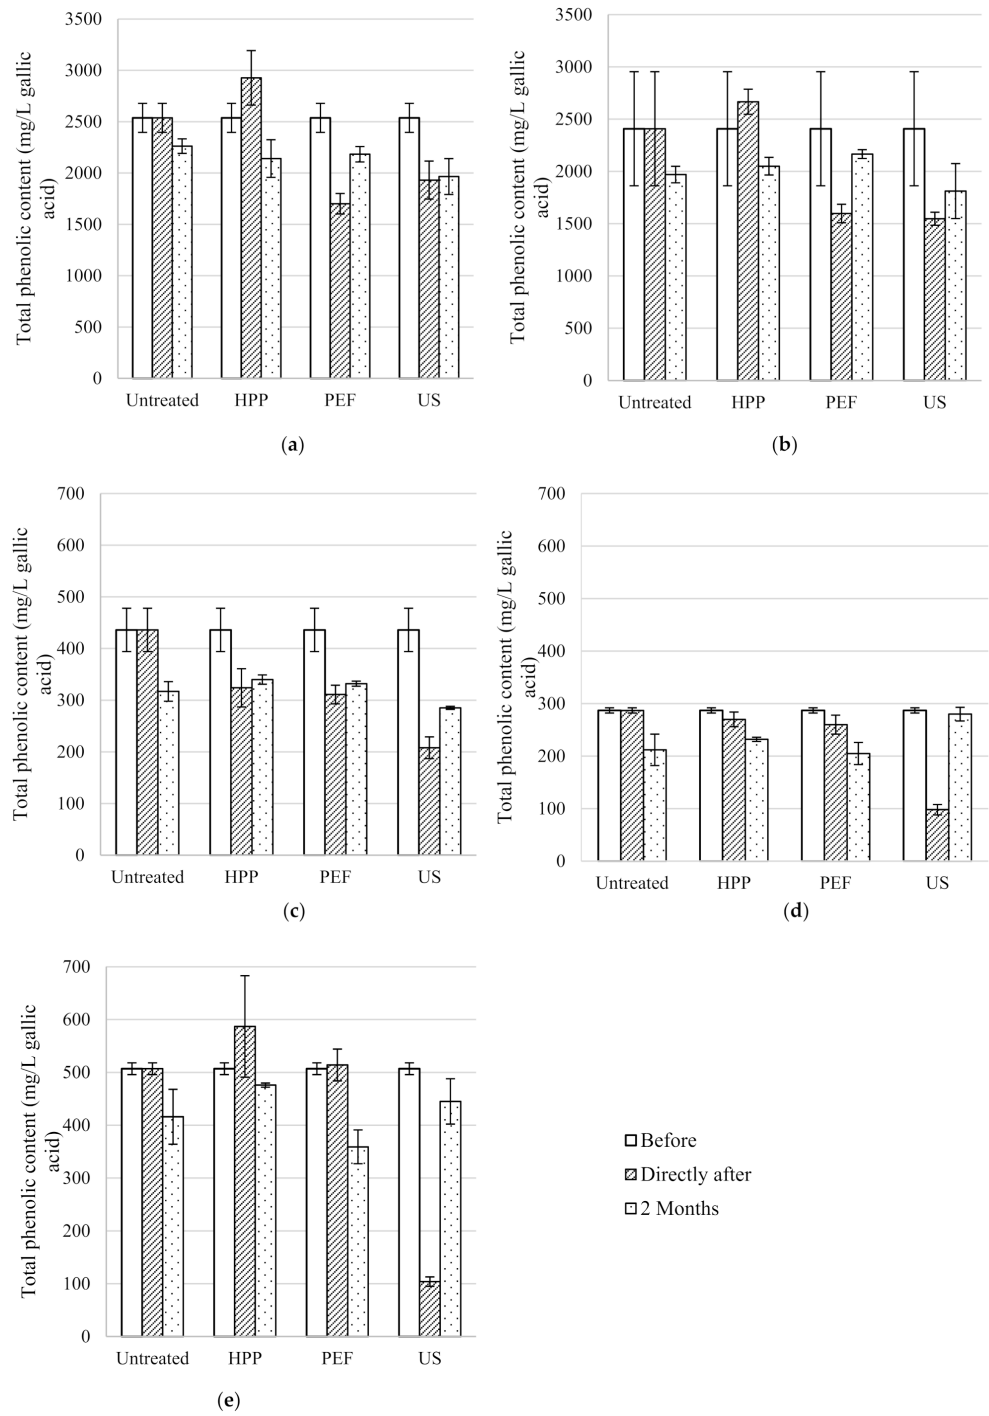 3500
3000
2500
2000
1500
1000
500
0
Total phenolic content (mg/L gallic
acid)
Untreated HPP PEF US
(a)
3500
3000
2500
2000
1500
1000
500
0
Total phenolic content (mg/L gallic
acid)
Untreated HPP PEF US
(b)
700
600
500
400
300
200
100
0
Total phenolic content (mg/L gallic
acid)
Untreated HPP PEF US
(c)
700
600
500
400
300
200
100
0
Total phenolic content (mg/L gallic
acid)
Untreated HPP PEF US
(d)
700
600
500
400
300
200
100
0
Total phenolic content (mg/L gallic
acid)
Untreated HPP PEF US
(e)
Before
Directly after
2 Months